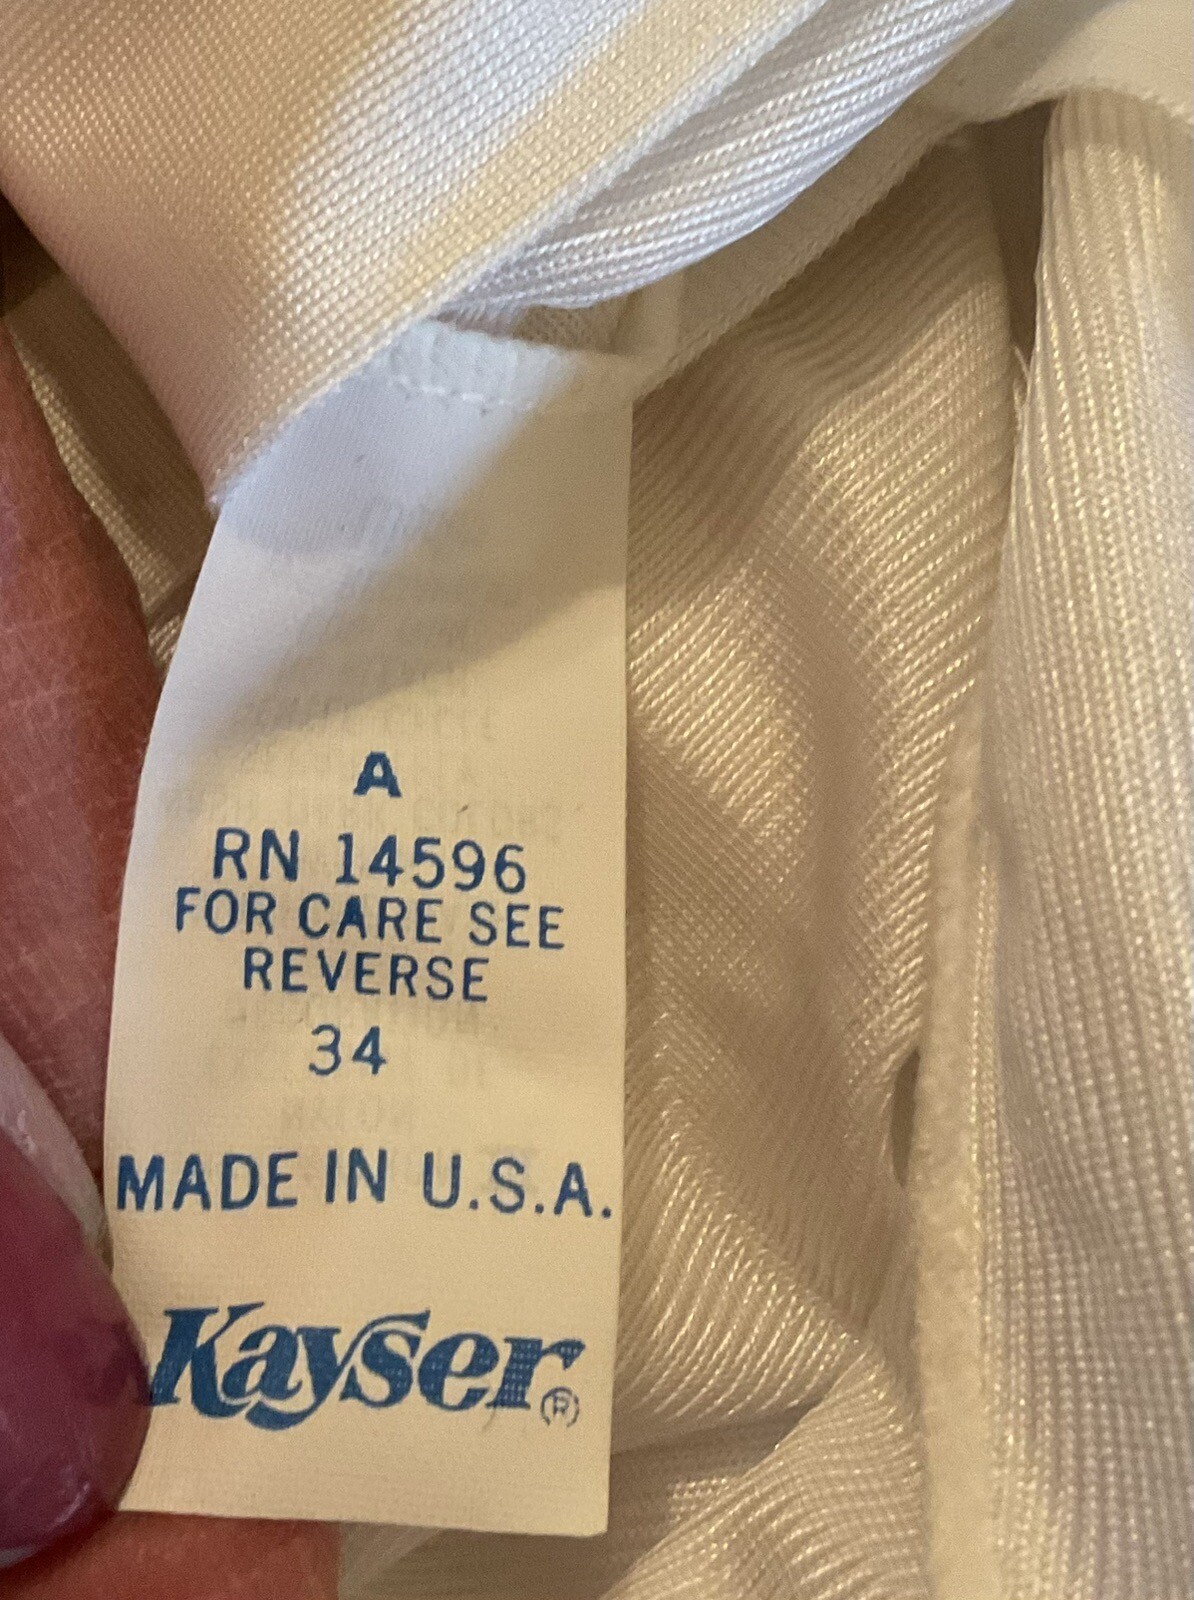 A
RN 14596
FOR CARE SEE
REVERSE
34
MADE IN U.S.A.
Kayser®